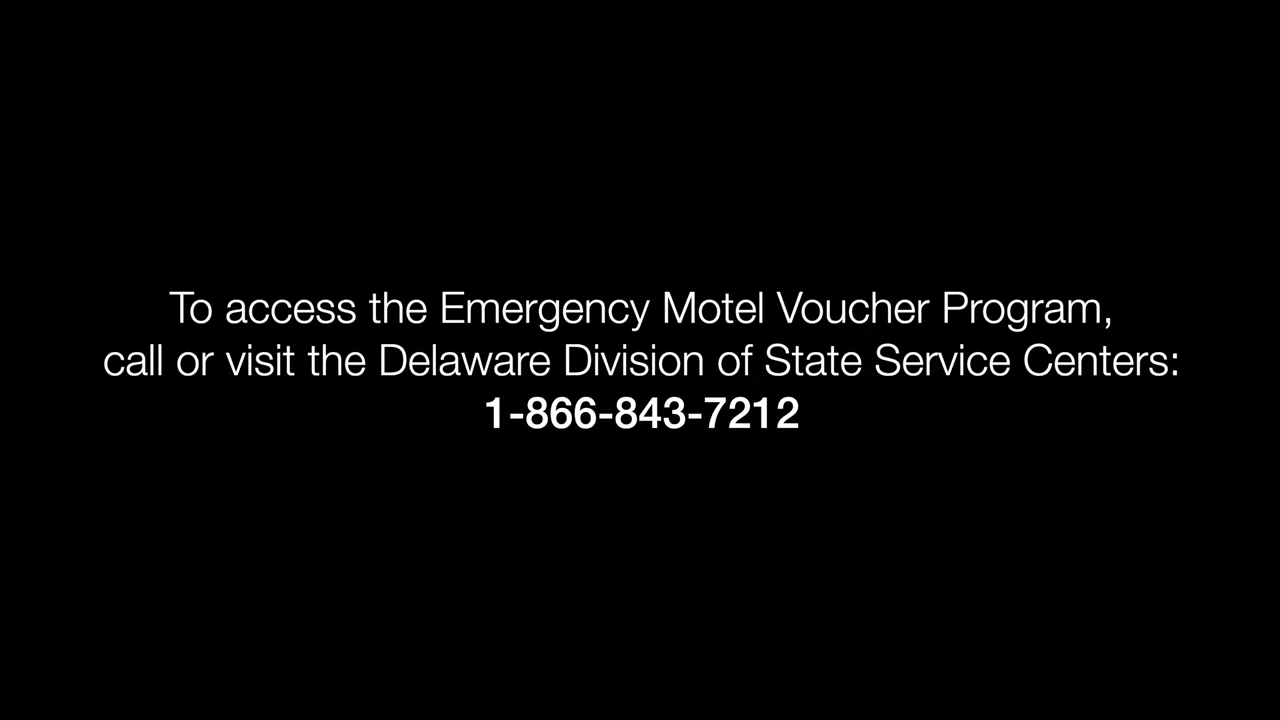 To access the Emergency Motel Voucher Program,
call or visit the Delaware Division of State Service Centers:
1-866-843-7212